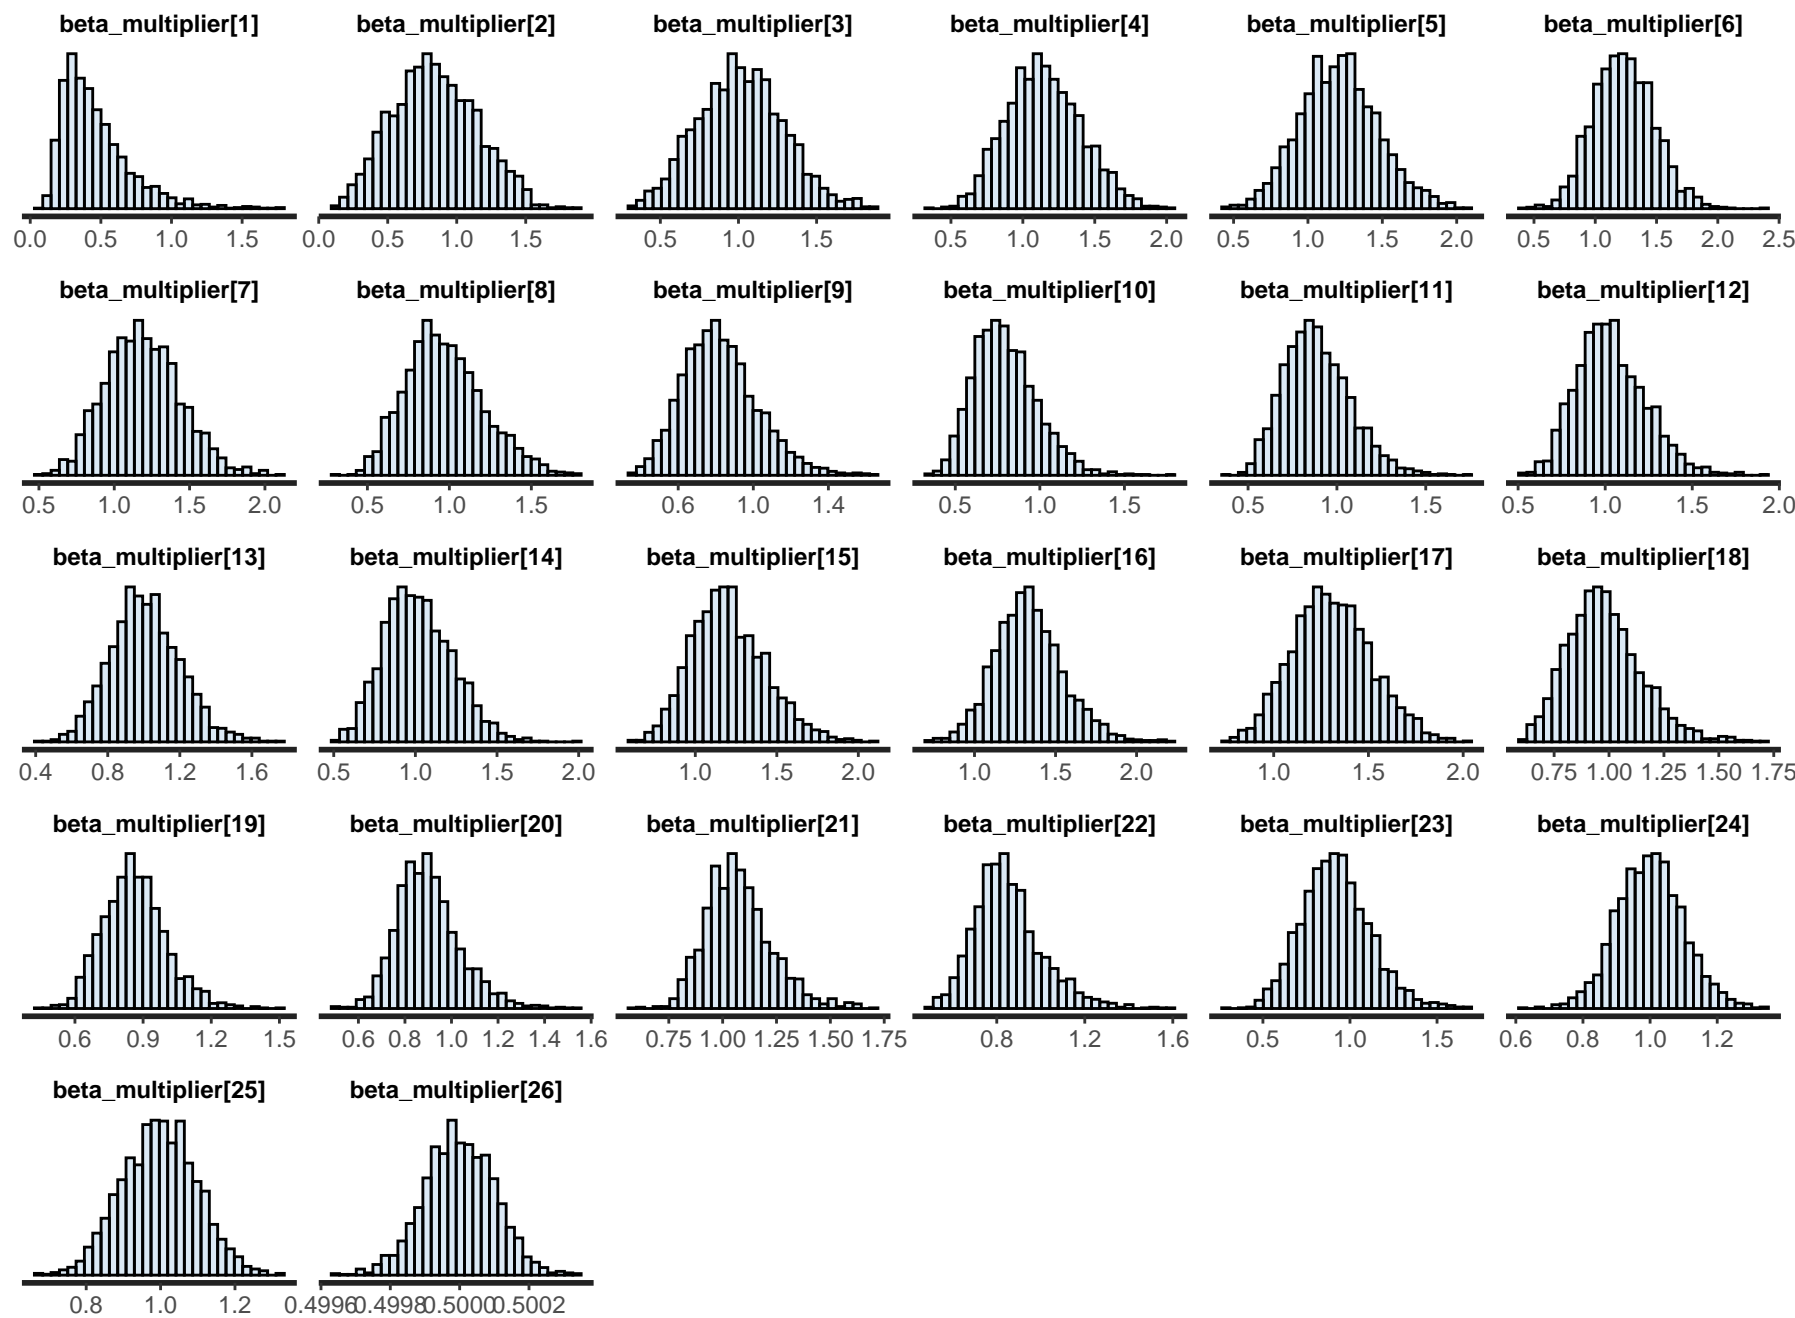 beta_multiplier[1] beta_multiplier[2] beta_multiplier[3] beta_multiplier[4] beta_multiplier[5] beta_multiplier[6]
0.0 0.5 1.0 1.5 0.0 0.5 1.0 1.5 0.5 1.0 1.5 0.5 1.0 1.5 2.0 0.5 1.0 1.5 2.0 0.5 1.0 1.5 2.0 2.5
beta_multiplier[7] beta_multiplier[8] beta_multiplier[9] beta_multiplier[10] beta_multiplier[11] beta_multiplier[12]
0.5 1.0 1.5 2.0 0.5 1.0 1.5 0.6 1.0 1.4 0.5 1.0 1.5 0.5 1.0 1.5 0.5 1.0 1.5 2.0
beta_multiplier[13] beta_multiplier[14] beta_multiplier[15] beta_multiplier[16] beta_multiplier[17] beta_multiplier[18]
0.4 0.8 1.2 1.6 0.5 1.0 1.5 2.0 1.0 1.5 2.0 1.0 1.5 2.0 1.0 1.5 2.0 0.75 1.00 1.25 1.50 1.75
beta_multiplier[19] beta_multiplier[20] beta_multiplier[21] beta_multiplier[22] beta_multiplier[23] beta_multiplier[24]
0.6 0.9 1.2 1.5 0.6 0.8 1.0 1.2 1.4 1.6 0.75 1.00 1.25 1.50 1.75 0.8 1.2 1.6 0.5 1.0 1.5 0.6 0.8 1.0 1.2
beta_multiplier[25] beta_multiplier[26]
0.8 1.0 1.2 0.4996 0.4998 0.5000 0.5002